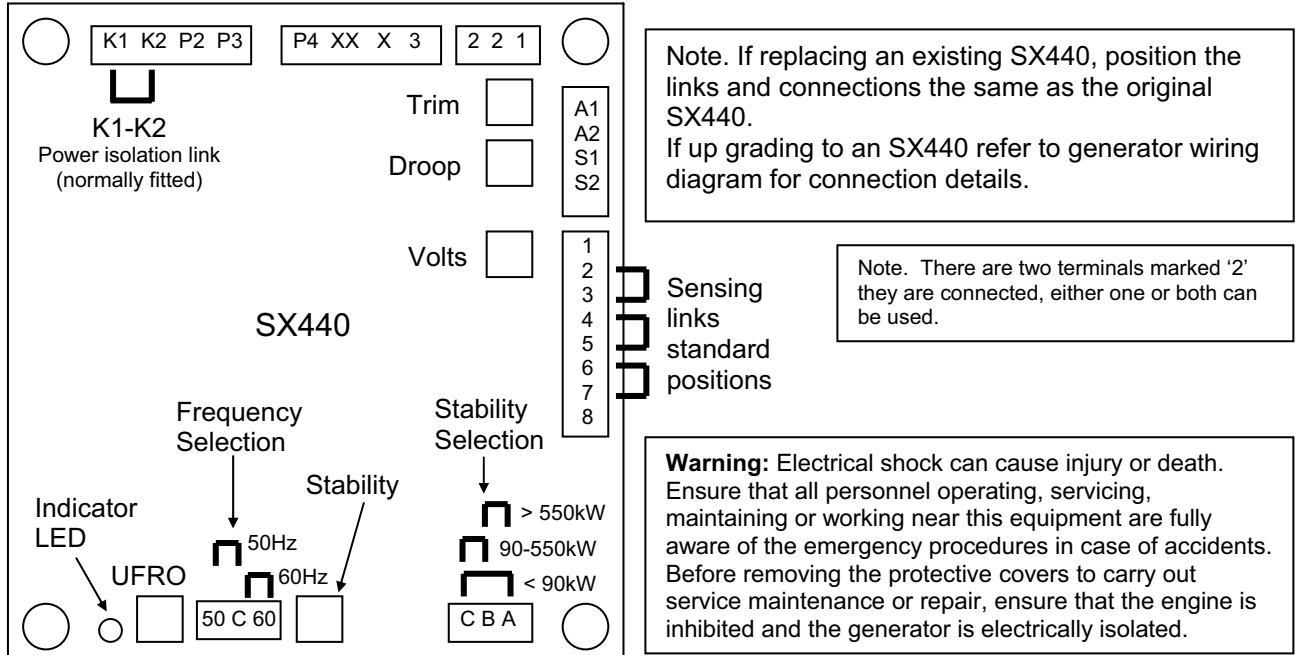 K1 K2 P2 P3
P4 XX X 3
2 2 1
K1-K2
Power isolation link
(normally fitted)
Trim
Droop
Volts
A1
A2
S1
S2
1
2
3
4
5
6
7
8
Sensing
links
standard
positions
SX440
Frequency
Selection
Stability
Selection
Stability
Indicator
LED
UFRO
50Hz
60Hz
50 C 60
> 550kW
90-550kW
< 90kW
C B A
Note. If replacing an existing SX440, position the
links and connections the same as the original
SX440.
If up grading to an SX440 refer to generator wiring
diagram for connection details.
Note. There are two terminals marked ‘2’
they are connected, either one or both can
be used.
Warning: Electrical shock can cause injury or death.
Ensure that all personnel operating, servicing,
maintaining or working near this equipment are fully
aware of the emergency procedures in case of accidents.
Before removing the protective covers to carry out
service maintenance or repair, ensure that the engine is
inhibited and the generator is electrically isolated.